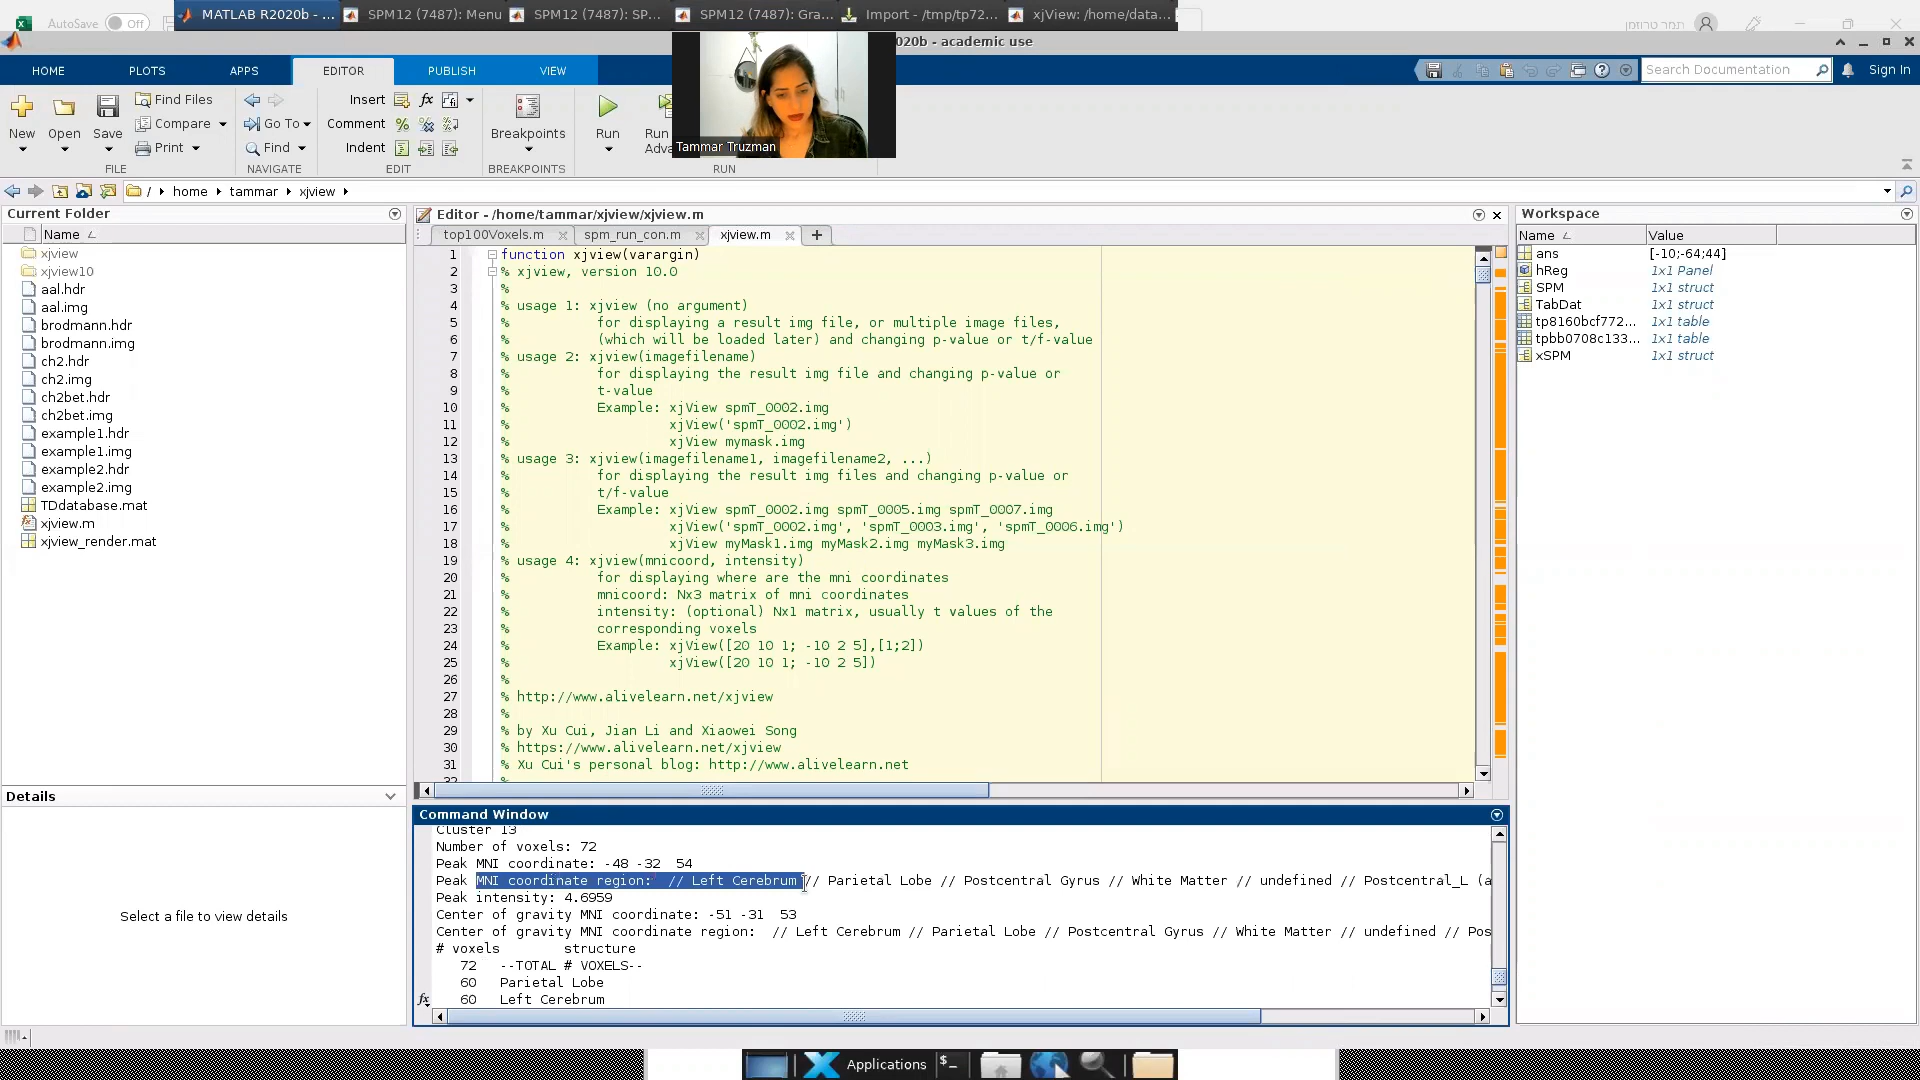 AutoSave Off
MATLAB R2020b - ...
SPM12 (7487): Menu
SPM12 (7487): SP...
SPM12 (7487): Gra...
Import - /tmp/tp72...
xjView: /home/data...
תמר טרוזמן
020b - academic use
HOME PLOTS APPS EDITOR PUBLISH VIEW
Search Documentation
Sign In
New Open Save
Find Files
Compare
Print
Go To
Find
Insert
Comment
Indent
fx
Breakpoints
Run
Run
Adva
FILE NAVIGATE EDIT BREAKPOINTS RUN
Tammar Truzman
/ home tammar xjview
Current Folder
Name
xjview
xjview10
aal.hdr
aal.img
brodmann.hdr
brodmann.img
ch2.hdr
ch2.img
ch2bet.hdr
ch2bet.img
example1.hdr
example1.img
example2.hdr
example2.img
TDdatabase.mat
xjview.m
xjview_render.mat
Details
Select a file to view details
Editor - /home/tammar/xjview/xjview.m
top100Voxels.m spm_run_con.m xjview.m
1 function xjview(varargin)
2 % xjview, version 10.0
3 %
4 % usage 1: xjview (no argument)
5 % for displaying a result img file, or multiple image files,
6 % (which will be loaded later) and changing p-value or t/f-value
7 % usage 2: xjview(imagefilename)
8 % for displaying the result img file and changing p-value or
9 % t-value
10 % Example: xjView spmT_0002.img
11 % xjView('spmT_0002.img')
12 % xjView mymask.img
13 % usage 3: xjview(imagefilename1, imagefilename2, ...)
14 % for displaying the result img files and changing p-value or
15 % t/f-value
16 % Example: xjView spmT_0002.img spmT_0005.img spmT_0007.img
17 % xjView('spmT_0002.img', 'spmT_0003.img', 'spmT_0006.img')
18 % xjView myMask1.img myMask2.img myMask3.img
19 % usage 4: xjview(mnicoord, intensity)
20 % for displaying where are the mni coordinates
21 % mnicoord: Nx3 matrix of mni coordinates
22 % intensity: (optional) Nx1 matrix, usually t values of the
23 % corresponding voxels
24 % Example: xjView([20 10 1; -10 2 5],[1;2])
25 % xjView([20 10 1; -10 2 5])
26 %
27 % http://www.alivelearn.net/xjview
28 %
29 % by Xu Cui, Jian Li and Xiaowei Song
30 % https://www.alivelearn.net/xjview
31 % Xu Cui's personal blog: http://www.alivelearn.net
32
Command Window
Cluster 13
Number of voxels: 72
Peak MNI coordinate: -48 -32 54
Peak MNI coordinate region: // Left Cerebrum // Parietal Lobe // Postcentral Gyrus // White Matter // undefined // Postcentral_L (a
Peak intensity: 4.6959
Center of gravity MNI coordinate: -51 -31 53
Center of gravity MNI coordinate region: // Left Cerebrum // Parietal Lobe // Postcentral Gyrus // White Matter // undefined // Pos
# voxels structure
72 --TOTAL # VOXELS--
60 Parietal Lobe
60 Left Cerebrum
fx
Workspace
Name Value
ans [-10;-64;44]
hReg 1x1 Panel
SPM 1x1 struct
TabDat 1x1 struct
tp8160bcf772... 1x1 table
tpbb0708c133... 1x1 table
xSPM 1x1 struct
Applications